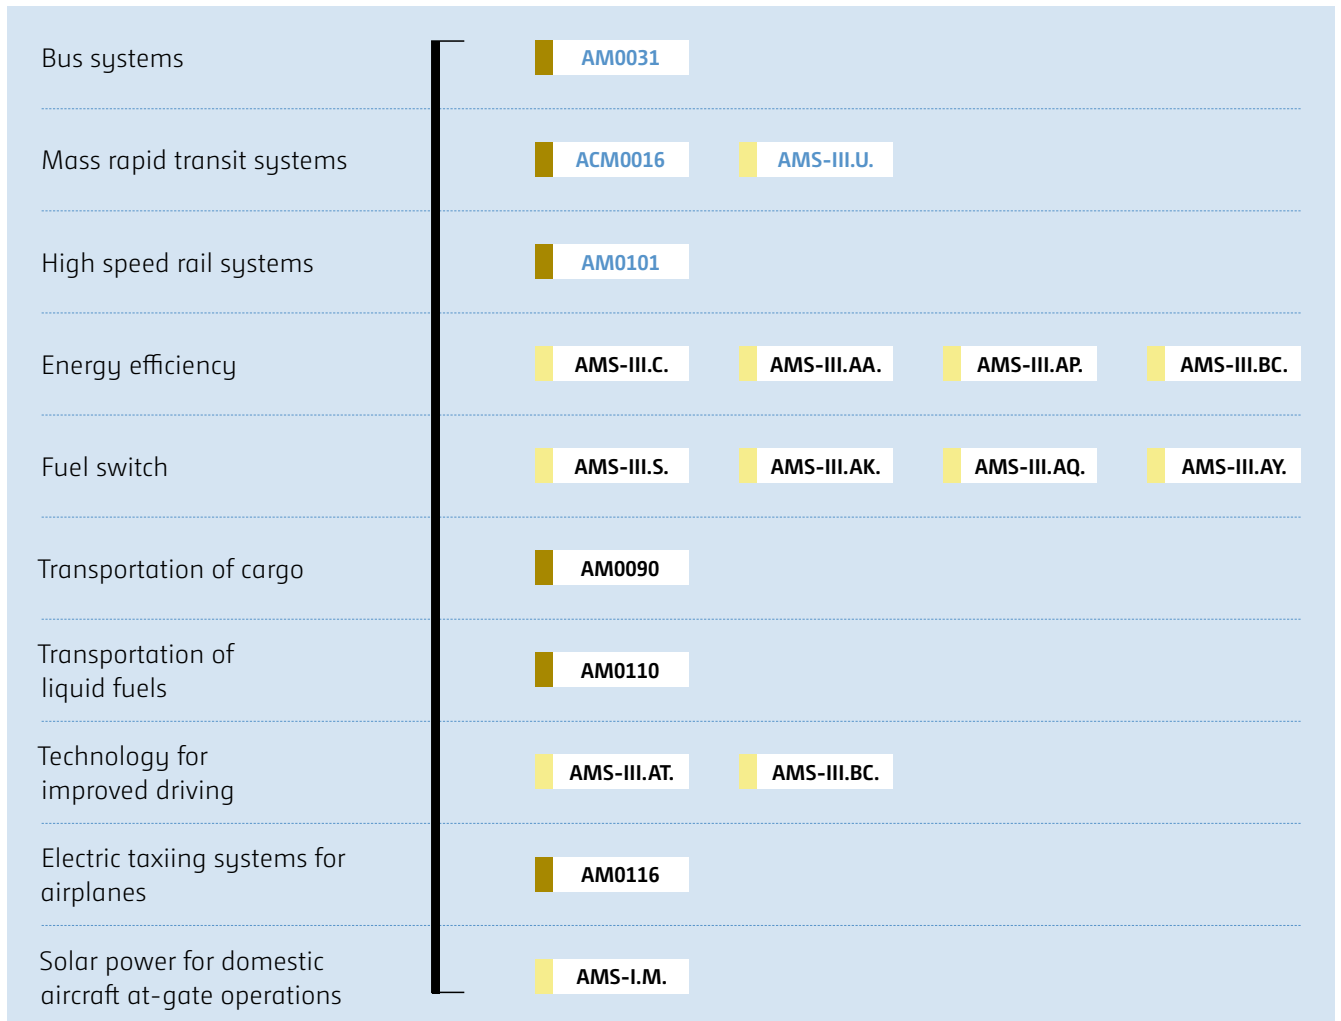 Bus systems
AM0031
Mass rapid transit systems
ACM0016
AMS-III.U.
High speed rail systems
AM0101
Energy efficiency
AMS-III.C.
AMS-III.AA.
AMS-III.AP.
AMS-III.BC.
Fuel switch
AMS-III.S.
AMS-III.AK.
AMS-III.AQ.
AMS-III.AY.
Transportation of cargo
AM0090
Transportation of
liquid fuels
AM0110
Technology for
improved driving
AMS-III.AT.
AMS-III.BC.
Electric taxiing systems for
airplanes
AM0116
Solar power for domestic
aircraft at-gate operations
AMS-I.M.